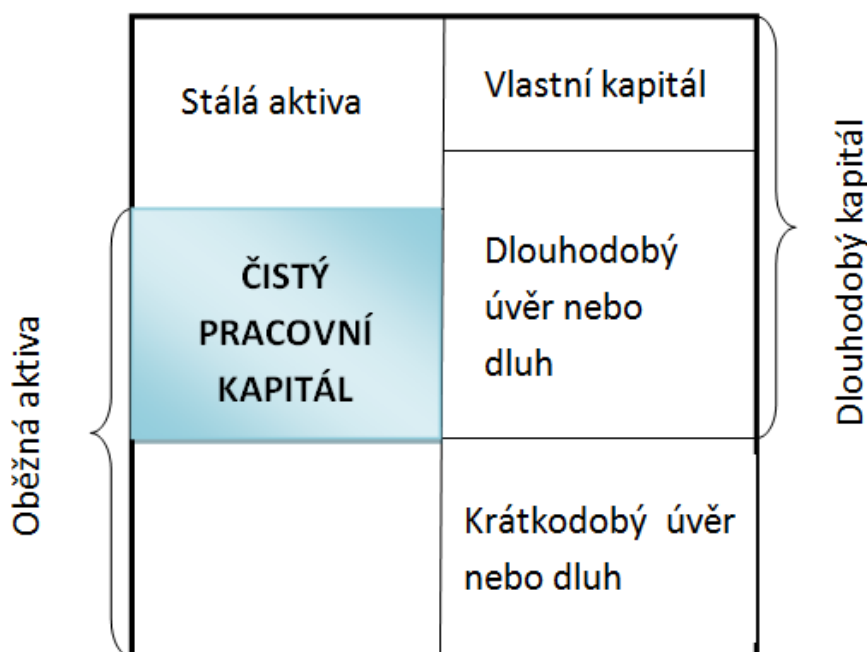 Stálá aktiva
Vlastní kapitál
ČISTÝ
PRACOVNÍ
KAPITÁL
Dlouhodobý
úvěr nebo
dluh
Krátkodobý úvěr
nebo dluh
Oběžná aktiva
Dlouhodobý kapitál